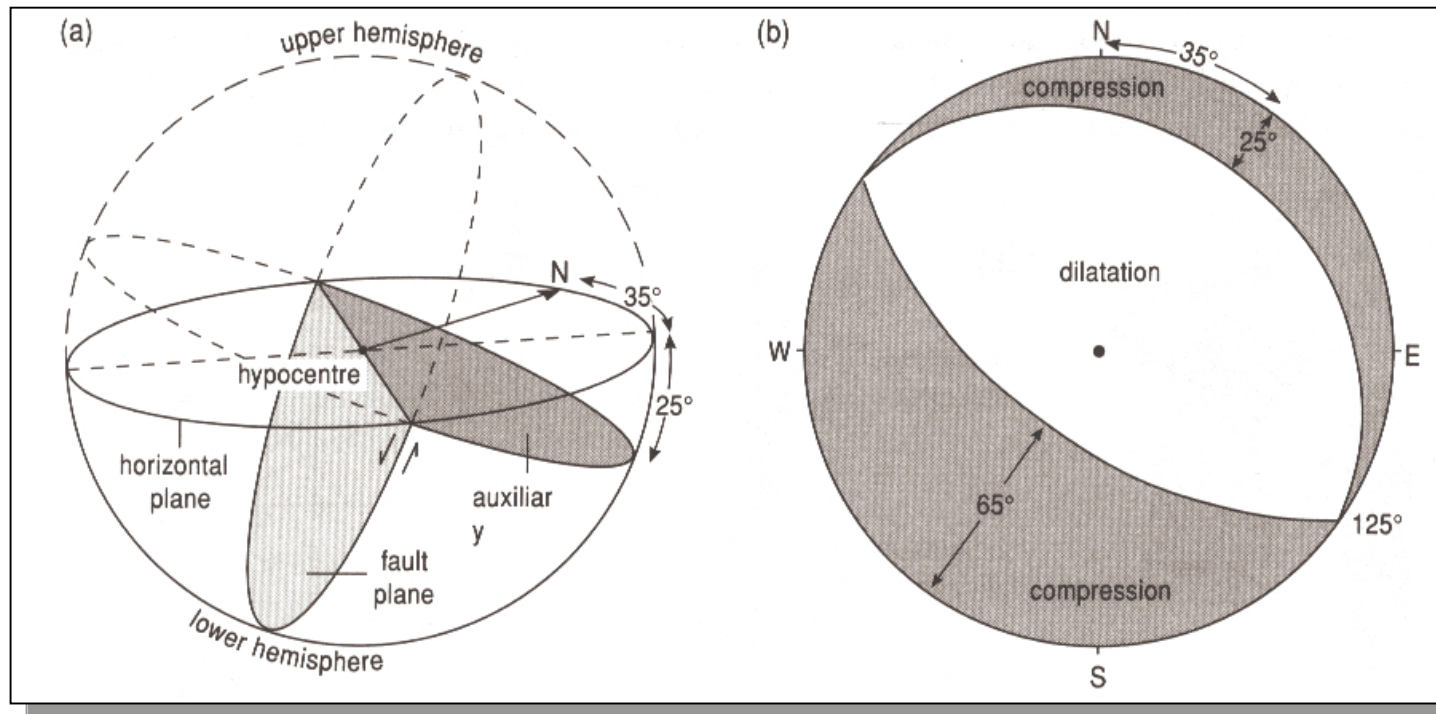 (a)
upper hemisphere
N
35°
hypocentre
25°
horizontal
plane
auxiliar
y
fault
plane
lower hemisphere
(b)
N
35°
compression
25°
dilatation
W
E
65°
125°
compression
S